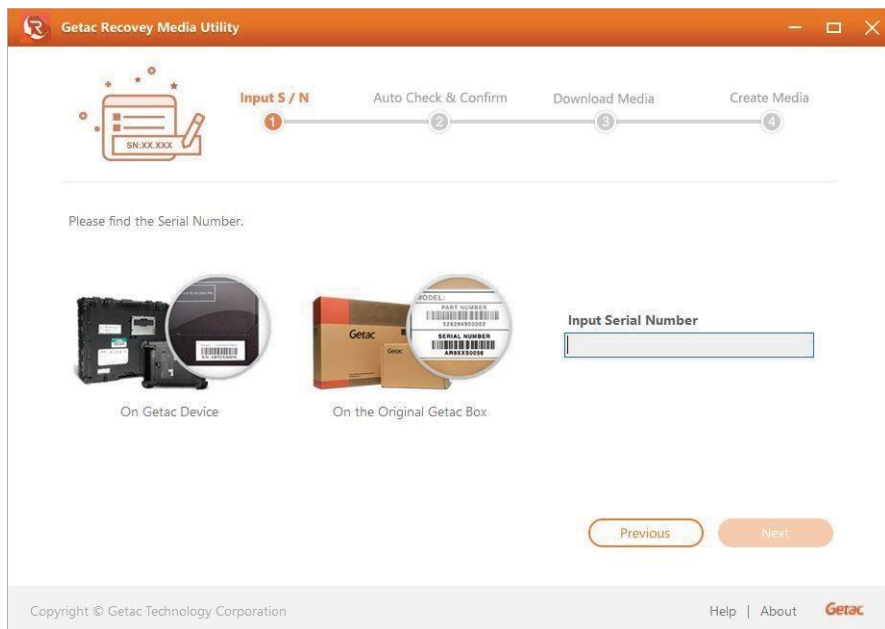 Getac Recovey Media Utility
Input S / N
Auto Check & Confirm
Download Media
Create Media
1
2
3
4
SN:XX.XXX
Please find the Serial Number.
MODEL:
PART NUMBER
SERIAL NUMBER
AR9XXS0056
Getac
Getac
Input Serial Number
On Getac Device
On the Original Getac Box
Previous
Next
Copyright © Getac Technology Corporation
Help | About
Getac